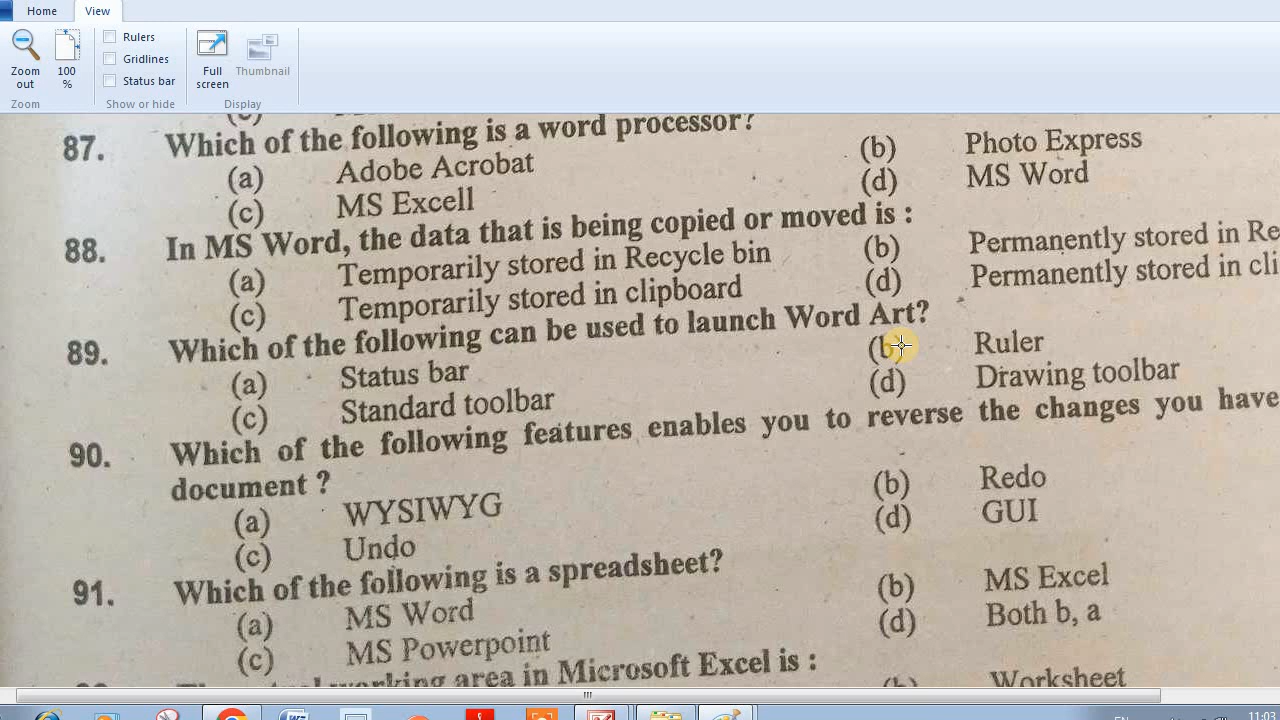 Home View
Zoom out
100 %
Rulers
Gridlines
Status bar
Full screen
Thumbnail
Zoom
Show or hide
Display
87. Which of the following is a word processor?
(a) Adobe Acrobat (b) Photo Express
(c) MS Excell (d) MS Word
88. In MS Word, the data that is being copied or moved is :
(a) Temporarily stored in Recycle bin (b) Permanently stored in Re
(c) Temporarily stored in clipboard (d) Permanently stored in cli
89. Which of the following can be used to launch Word Art?
(a) Status bar (b) Ruler
(c) Standard toolbar (d) Drawing toolbar
90. Which of the following features enables you to reverse the changes you have
document ?
(a) WYSIWYG (b) Redo
(c) Undo (d) GUI
91. Which of the following is a spreadsheet?
(a) MS Word (b) MS Excel
(c) MS Powerpoint (d) Both b, a
working area in Microsoft Excel is :
(b) Worksheet
EN 11:03